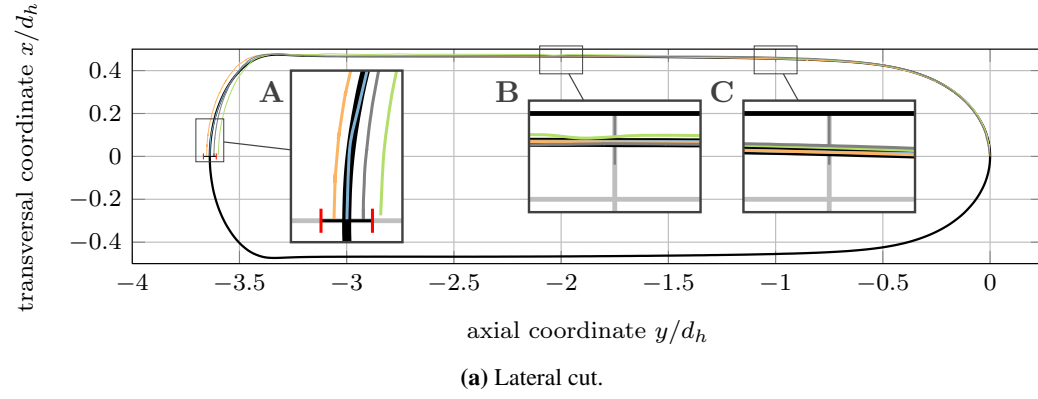 transversal coordinate x/d_h
0.4
0.2
0
−0.2
−0.4
A
B
C
−4
−3.5
−3
−2.5
−2
−1.5
−1
−0.5
0
axial coordinate y/d_h
(a) Lateral cut.